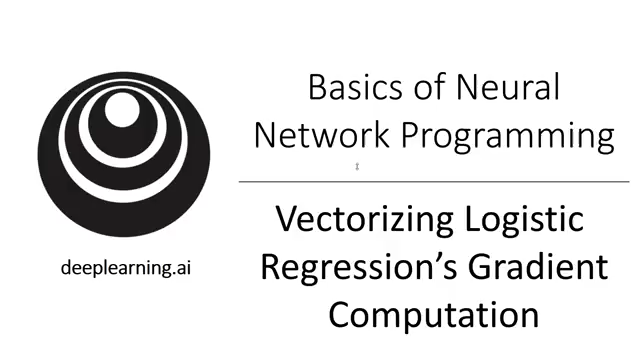 Basics of Neural
Network Programming
Vectorizing Logistic
Regression's Gradient
Computation
deeplearning.ai